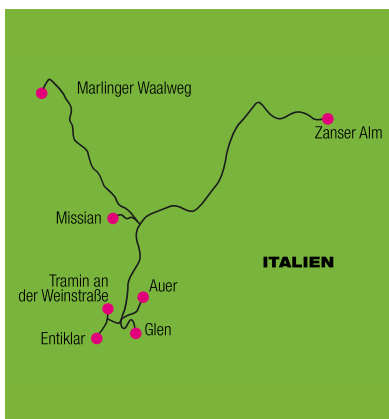 Marlinger Waalweg
Zanser Alm
Missian
ITALIEN
Tramin an
der Weinstraße
Auer
Glen
Entiklar